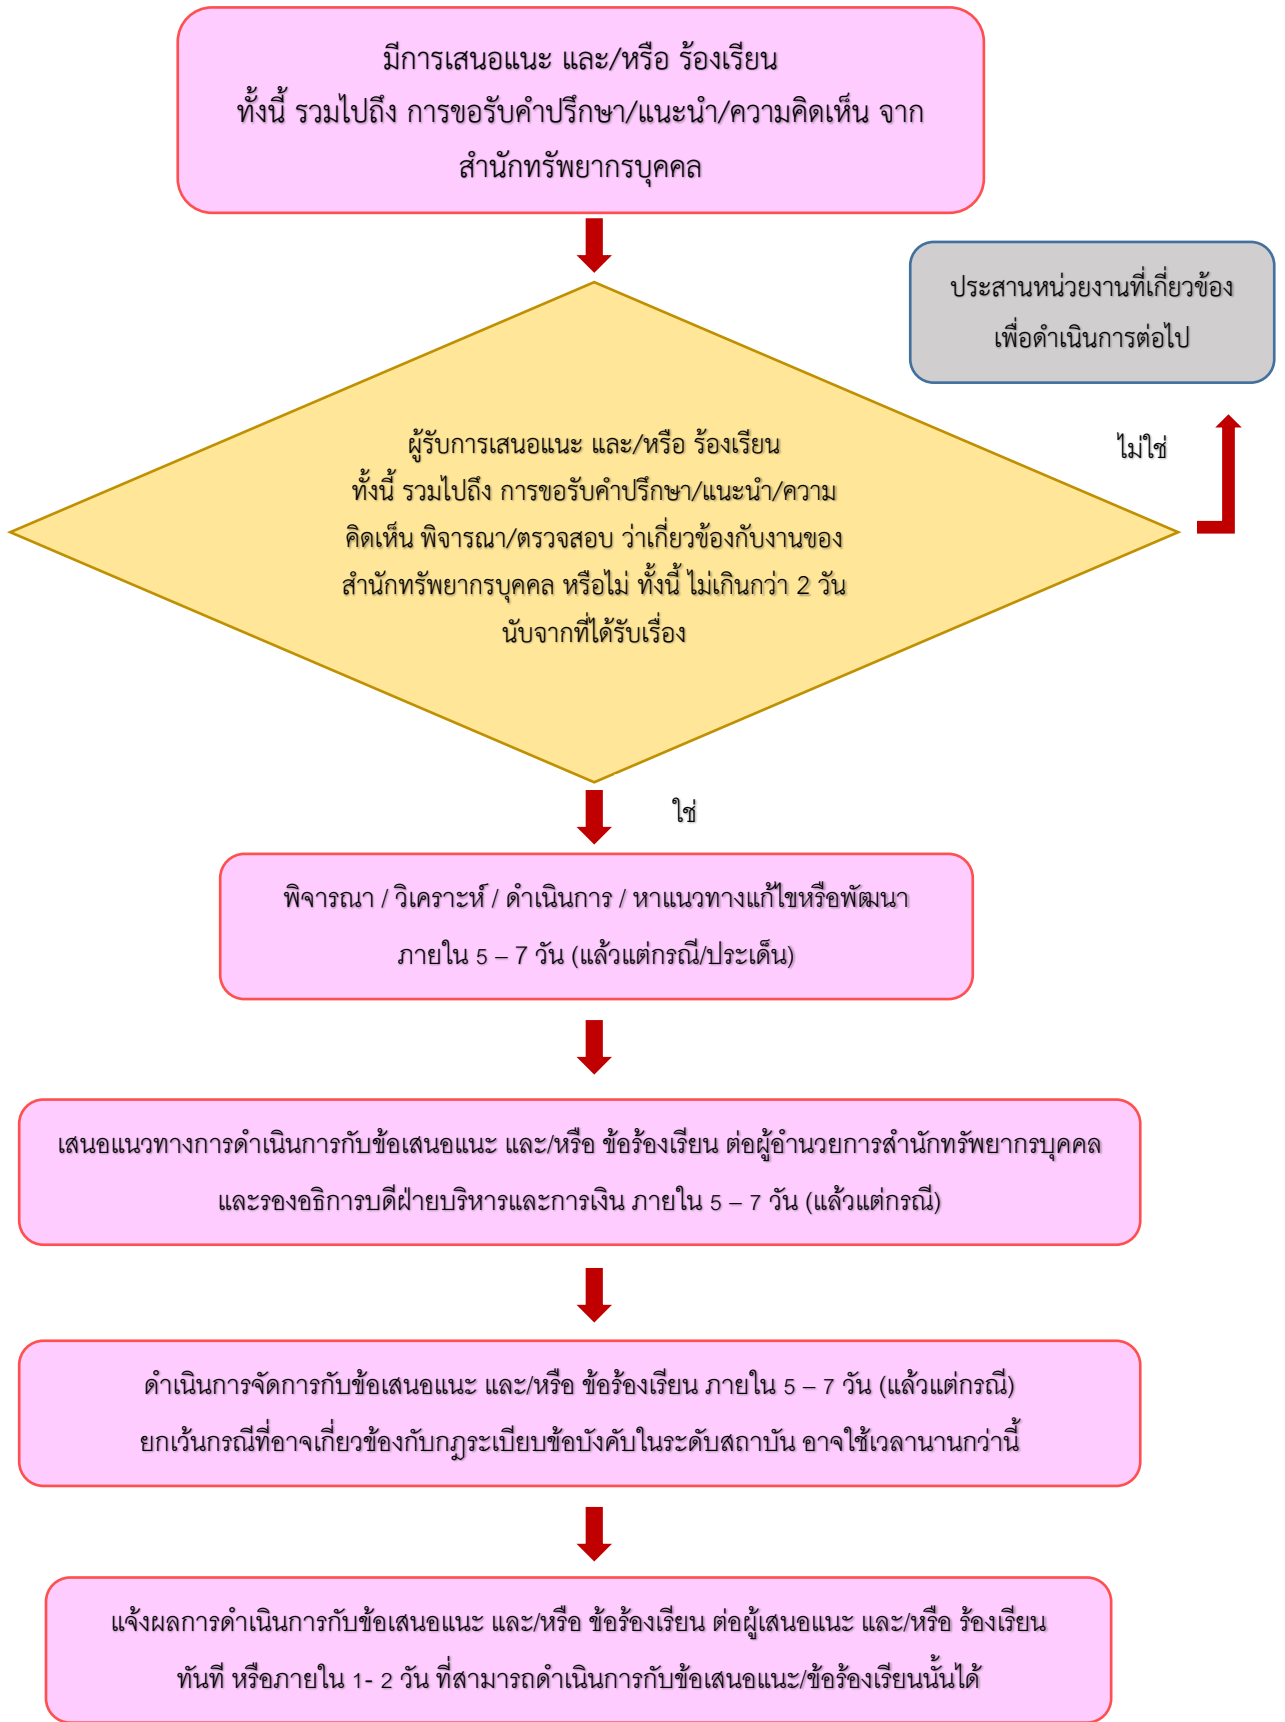 มีการเสนอแนะ และ/หรือ ร้องเรียน
ทั้งนี้ รวมไปถึง การขอรับคำปรึกษา/แนะนำ/ความคิดเห็น จาก
สำนักทรัพยากรบุคคล
ประสานหน่วยงานที่เกี่ยวข้อง
เพื่อดำเนินการต่อไป
ไม่ใช่
ผู้รับการเสนอแนะ และ/หรือ ร้องเรียน
ทั้งนี้ รวมไปถึง การขอรับคำปรึกษา/แนะนำ/ความ
คิดเห็น พิจารณา/ตรวจสอบ ว่าเกี่ยวข้องกับงานของ
สำนักทรัพยากรบุคคล หรือไม่ ทั้งนี้ ไม่เกินกว่า 2 วัน
นับจากที่ได้รับเรื่อง
ใช่
พิจารณา / วิเคราะห์ / ดำเนินการ / หาแนวทางแก้ไขหรือพัฒนา
ภายใน 5 – 7 วัน (แล้วแต่กรณี/ประเด็น)
เสนอแนวทางการดำเนินการกับข้อเสนอแนะ และ/หรือ ข้อร้องเรียน ต่อผู้อำนวยการสำนักทรัพยากรบุคคล
และรองอธิการบดีฝ่ายบริหารและการเงิน ภายใน 5 – 7 วัน (แล้วแต่กรณี)
ดำเนินการจัดการกับข้อเสนอแนะ และ/หรือ ข้อร้องเรียน ภายใน 5 – 7 วัน (แล้วแต่กรณี)
ยกเว้นกรณีที่อาจเกี่ยวข้องกับกฎระเบียบข้อบังคับในระดับสถาบัน อาจใช้เวลานานกว่านี้
แจ้งผลการดำเนินการกับข้อเสนอแนะ และ/หรือ ข้อร้องเรียน ต่อผู้เสนอแนะ และ/หรือ ร้องเรียน
ทันที หรือภายใน 1- 2 วัน ที่สามารถดำเนินการกับข้อเสนอแนะ/ข้อร้องเรียนนั้นได้